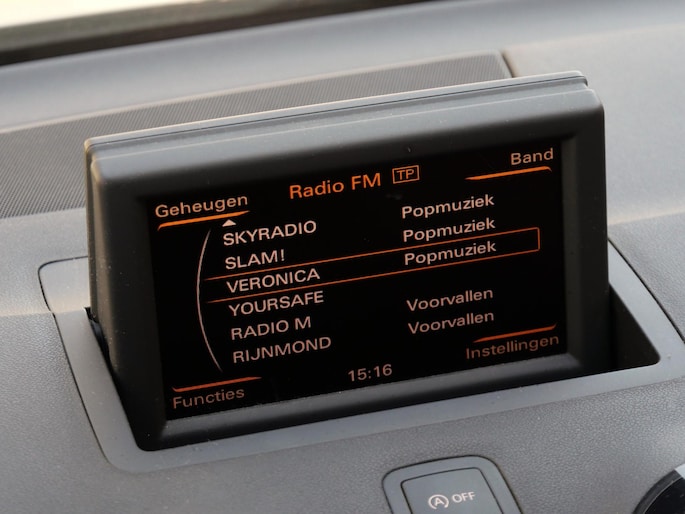 Geheugen Radio FM TP Band
SKYRADIO Popmuziek
SLAM! Popmuziek
VERONICA Popmuziek
YOURSAFE
RADIO M Voorvallen
RIJNMOND Voorvallen
Functies 15:16 Instellingen
A OFF